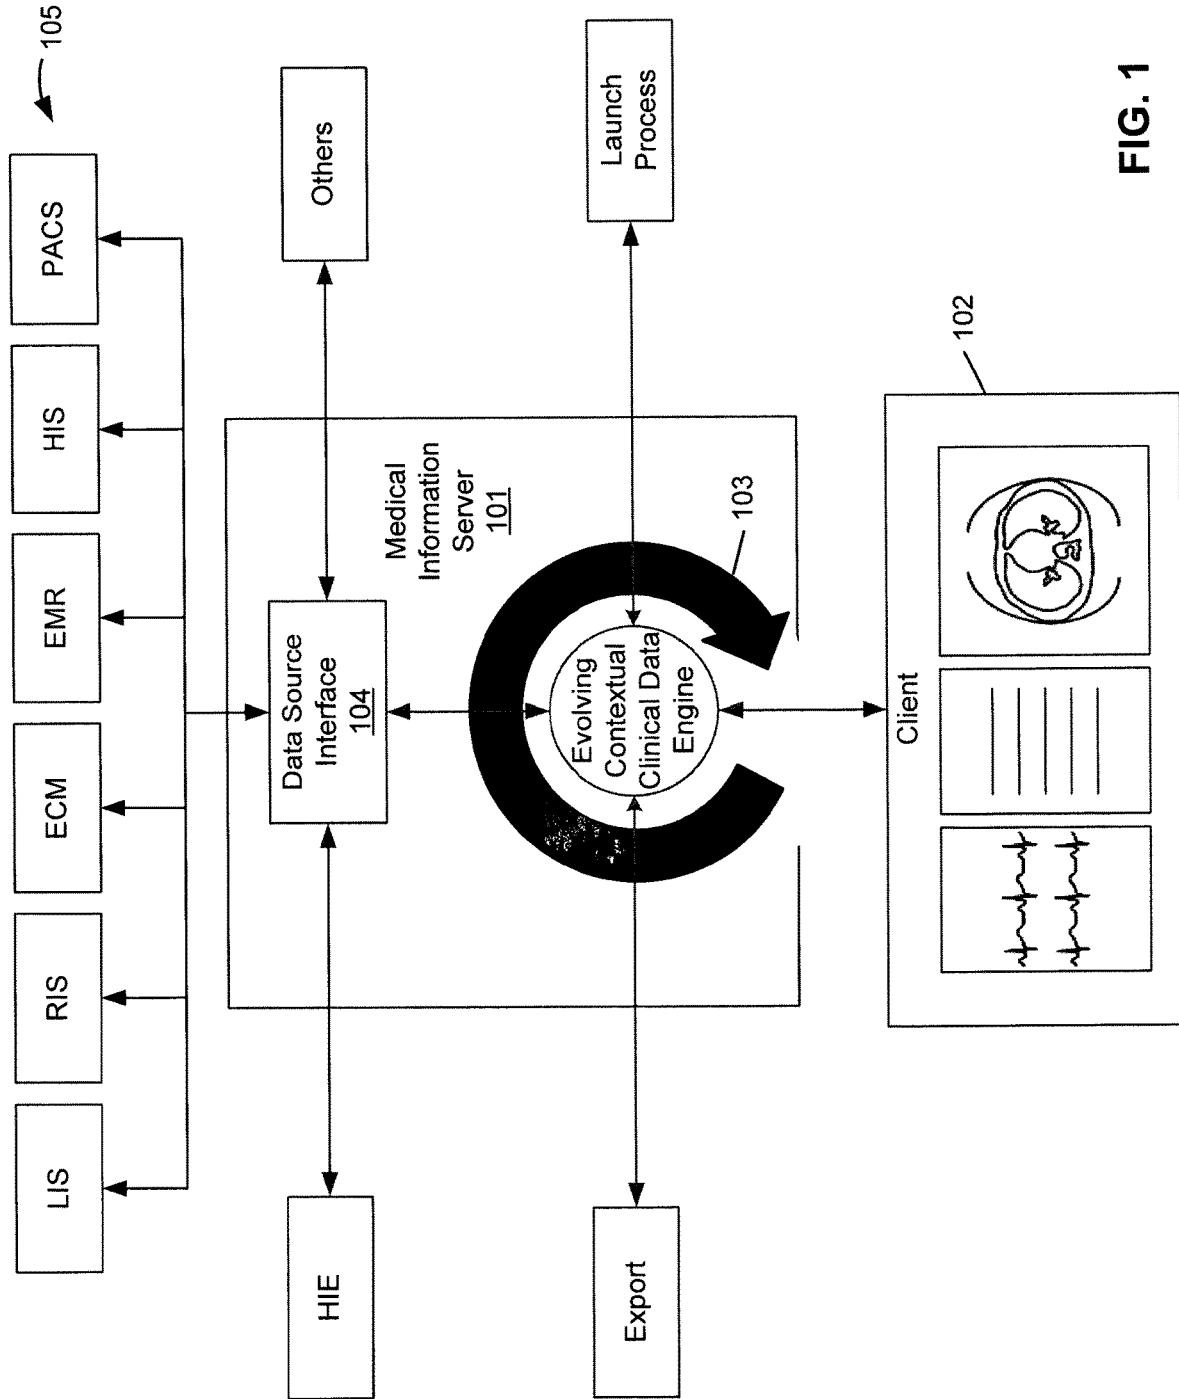 105
LIS
RIS
ECM
EMR
HIS
PACS
HIE
Data Source
Interface
104
Others
Medical
Information
Server
101
Export
Evolving
Contextual
Clinical Data
Engine
103
Launch
Process
Client
102
FIG. 1